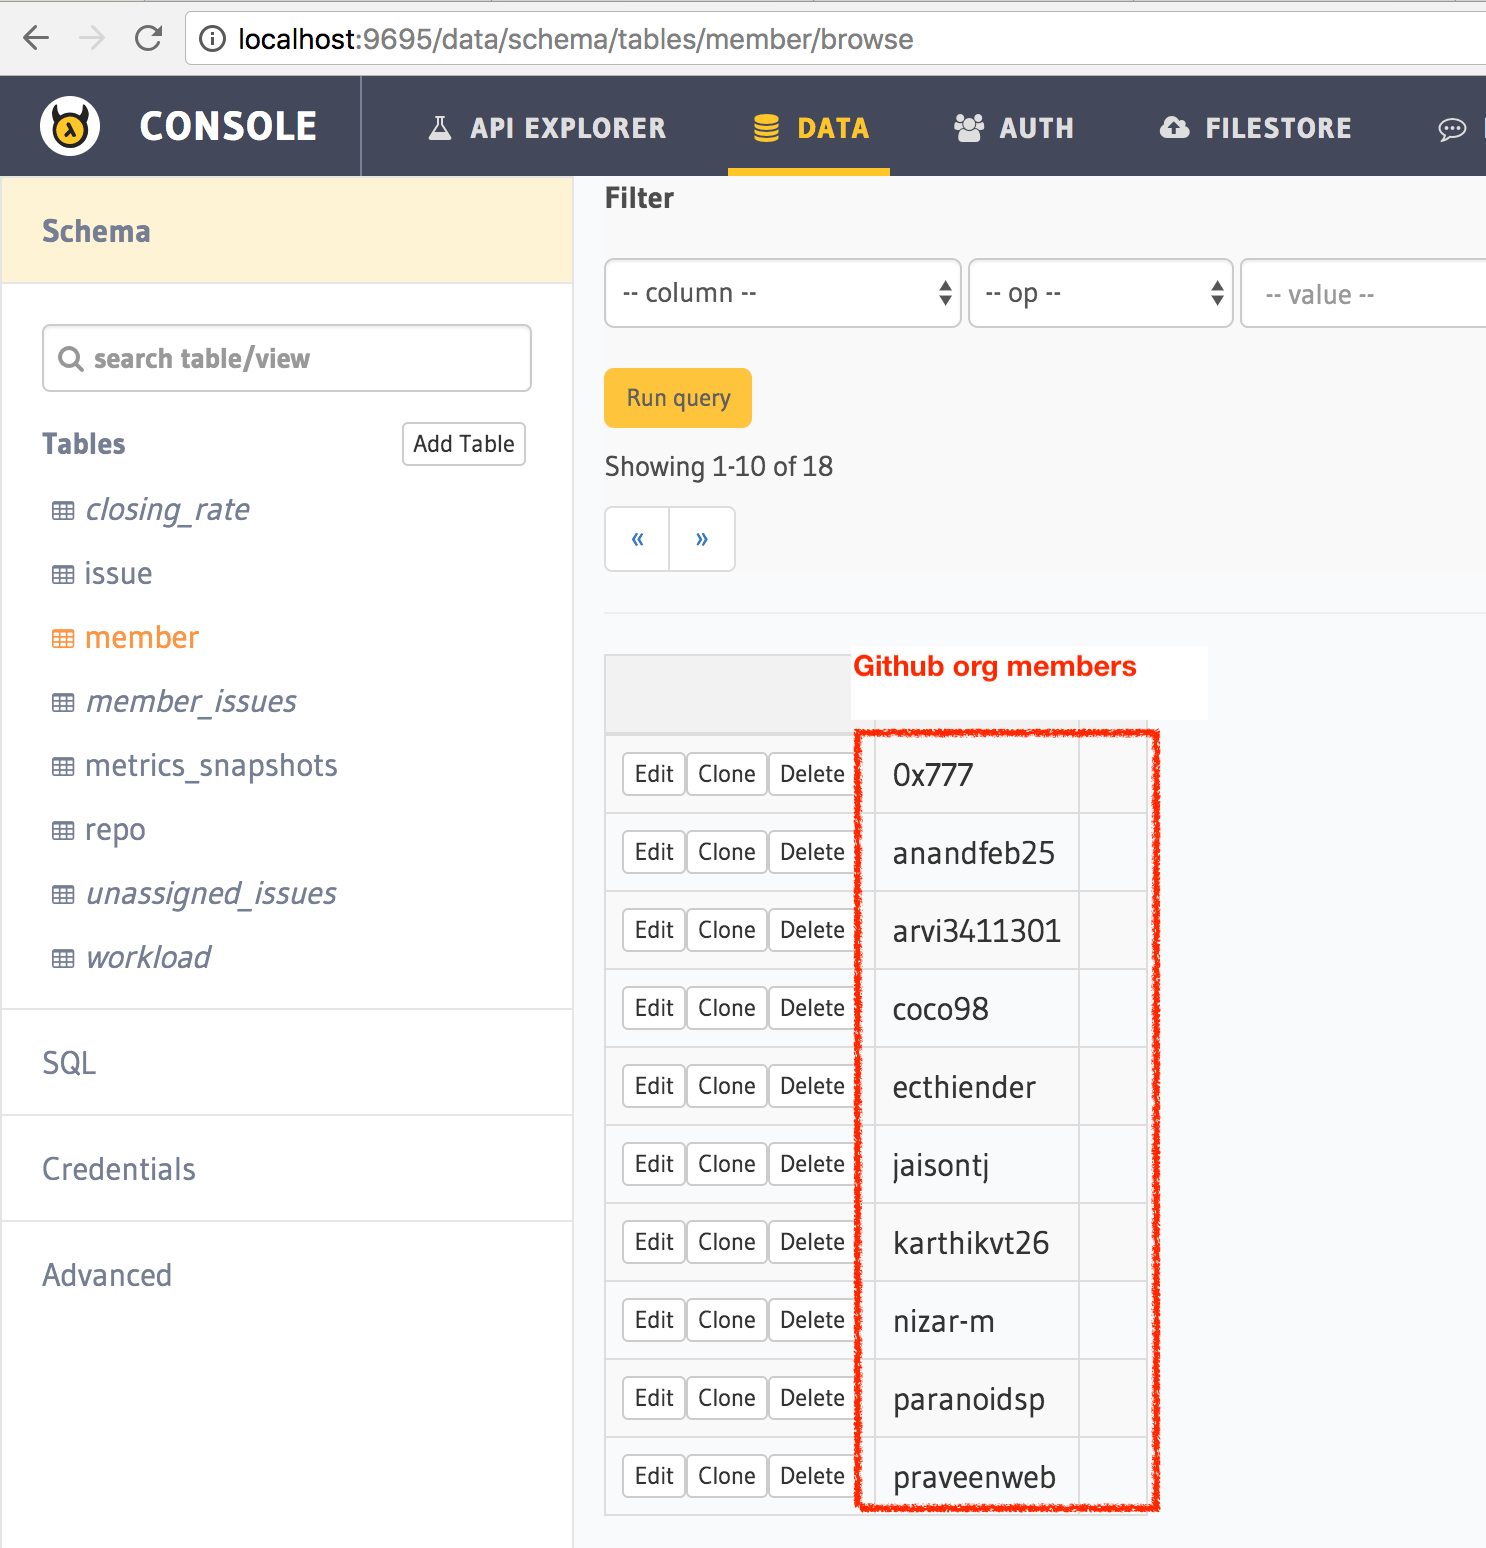 localhost:9695/data/schema/tables/member/browse
CONSOLE
API EXPLORER
DATA
AUTH
FILESTORE
Schema
search table/view
Tables
Add Table
closing_rate
issue
member
member_issues
metrics_snapshots
repo
unassigned_issues
workload
SQL
Credentials
Advanced
Filter
-- column --
-- op --
-- value --
Run query
Showing 1-10 of 18
« »
Github org members
Edit Clone Delete 0x777
Edit Clone Delete anandfeb25
Edit Clone Delete arvi3411301
Edit Clone Delete coco98
Edit Clone Delete ecthiender
Edit Clone Delete jaisontj
Edit Clone Delete karthikvt26
Edit Clone Delete nizar-m
Edit Clone Delete paranoidsp
Edit Clone Delete praveenweb